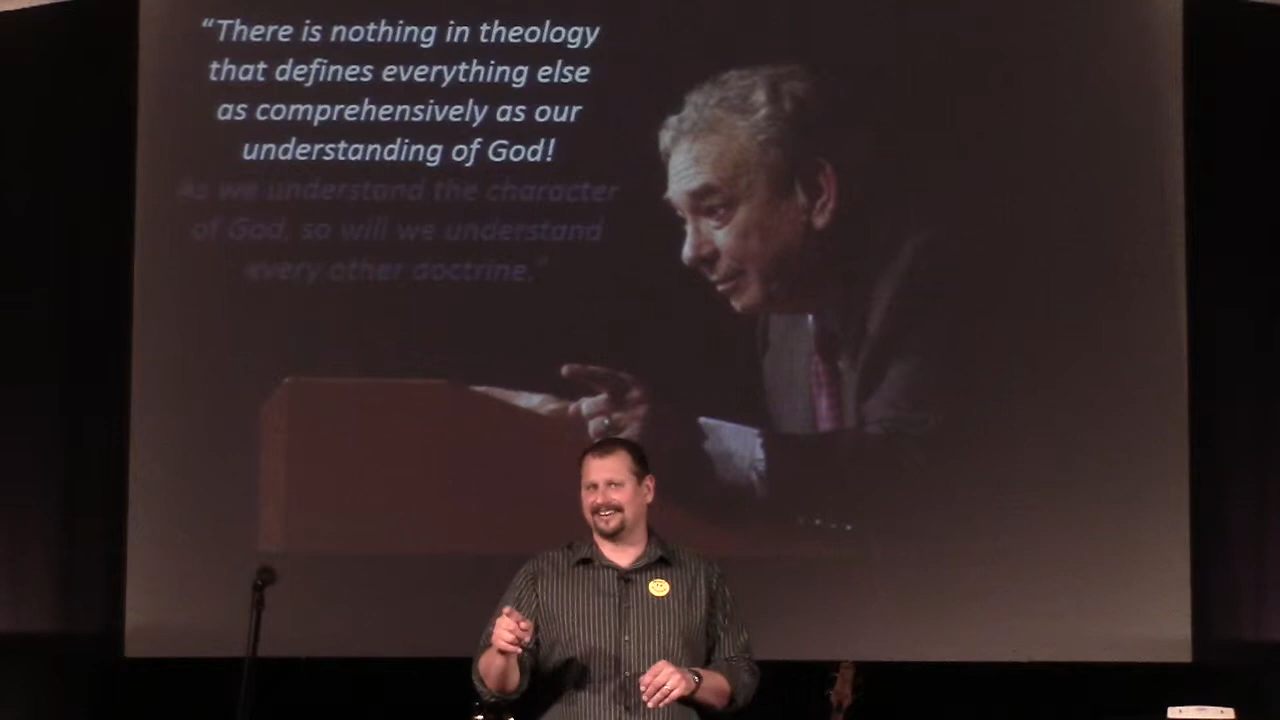 “There is nothing in theology
that defines everything else
as comprehensively as our
understanding of God!
As we understand the character
of God, so will we understand
every other doctrine.”